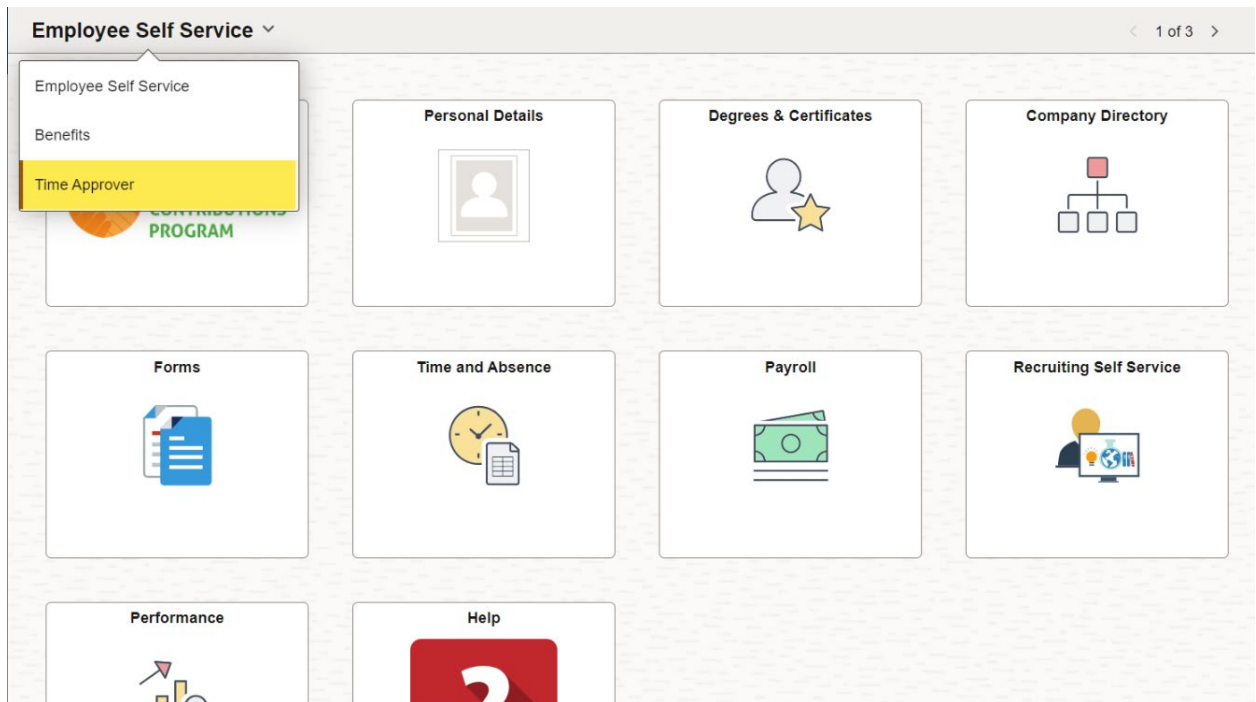 Employee Self Service
1 of 3
Employee Self Service
Benefits
Time Approver
PROGRAM
Personal Details
Degrees & Certificates
Company Directory
Forms
Time and Absence
Payroll
Recruiting Self Service
Performance
Help
?